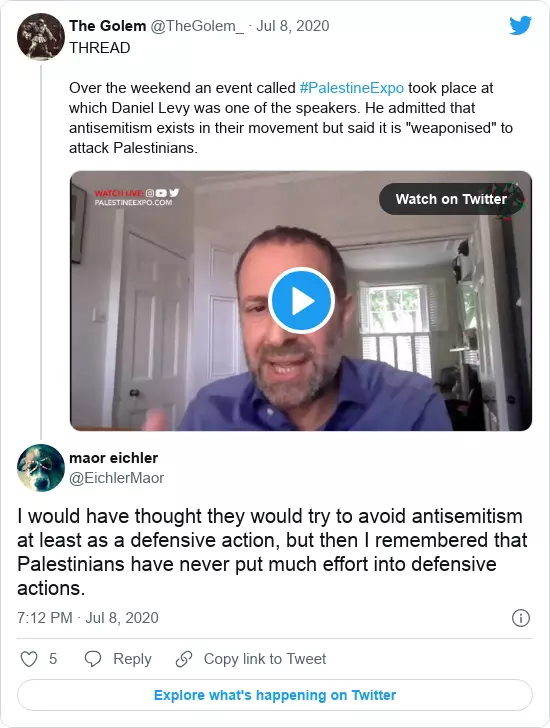 The Golem @TheGolem_ · Jul 8, 2020
THREAD
Over the weekend an event called #PalestineExpo took place at
which Daniel Levy was one of the speakers. He admitted that
antisemitism exists in their movement but said it is "weaponised" to
attack Palestinians.
WATCH LIVE:
PALESTINEEXPO.COM
Watch on Twitter
maor eichler
@EichlerMaor
I would have thought they would try to avoid antisemitism
at least as a defensive action, but then I remembered that
Palestinians have never put much effort into defensive
actions.
7:12 PM · Jul 8, 2020
5 Reply Copy link to Tweet
Explore what's happening on Twitter